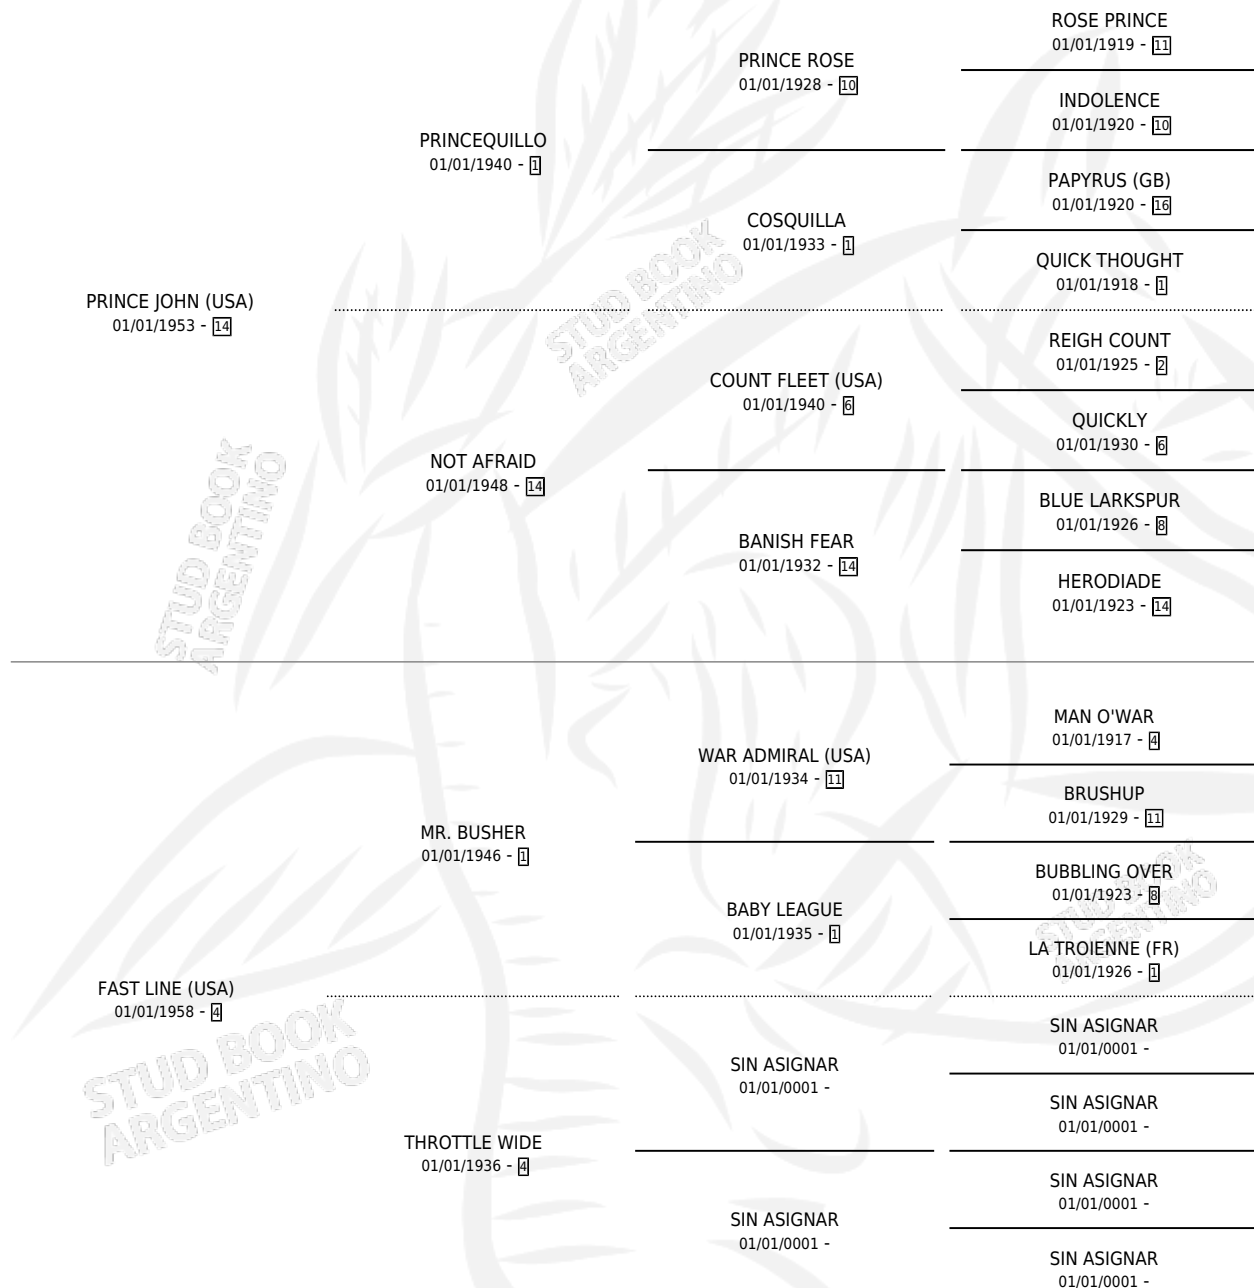 ROSE PRINCE
01/01/1919 - 11
PRINCE ROSE
01/01/1928 - 10
INDOLENCE
01/01/1920 - 10
PRINCEQUILLO
01/01/1940 - 1
PAPYRUS (GB)
01/01/1920 - 16
COSQUILLA
01/01/1933 - 1
QUICK THOUGHT
01/01/1918 - 1
PRINCE JOHN (USA)
01/01/1953 - 14
REIGH COUNT
01/01/1925 - 2
COUNT FLEET (USA)
01/01/1940 - 6
QUICKLY
01/01/1930 - 6
NOT AFRAID
01/01/1948 - 14
BLUE LARKSPUR
01/01/1926 - 8
BANISH FEAR
01/01/1932 - 14
HERODIADE
01/01/1923 - 14
MAN O'WAR
01/01/1917 - 4
WAR ADMIRAL (USA)
01/01/1934 - 11
BRUSHUP
01/01/1929 - 11
MR. BUSHER
01/01/1946 - 1
BUBBLING OVER
01/01/1923 - 8
BABY LEAGUE
01/01/1935 - 1
LA TROIENNE (FR)
01/01/1926 - 1
FAST LINE (USA)
01/01/1958 - 4
SIN ASIGNAR
01/01/0001 -
SIN ASIGNAR
01/01/0001 -
SIN ASIGNAR
01/01/0001 -
THROTTLE WIDE
01/01/1936 - 4
SIN ASIGNAR
01/01/0001 -
SIN ASIGNAR
01/01/0001 -
SIN ASIGNAR
01/01/0001 -
STUD BOOK
ARGENTINO
STUD BOOK
ARGENTINO
STUD BOOK
ARGENTINO
STUD BOOK
ARGENTINO